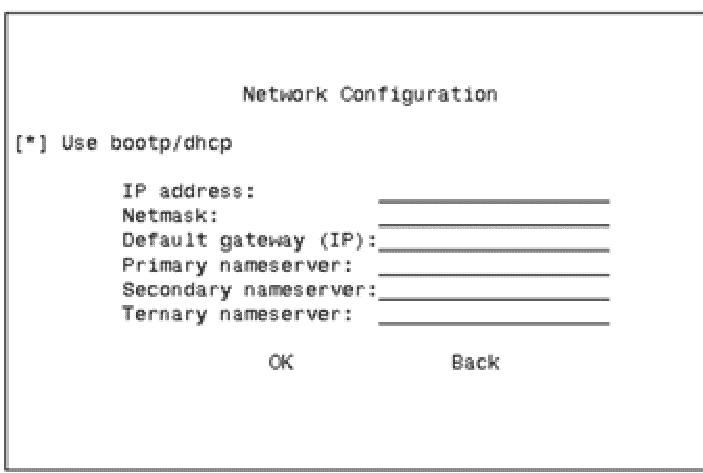 Network Configuration
[*] Use bootp/dhcp
IP address:
Netmask:
Default gateway (IP):
Primary nameserver:
Secondary nameserver:
Ternary nameserver:
OK Back